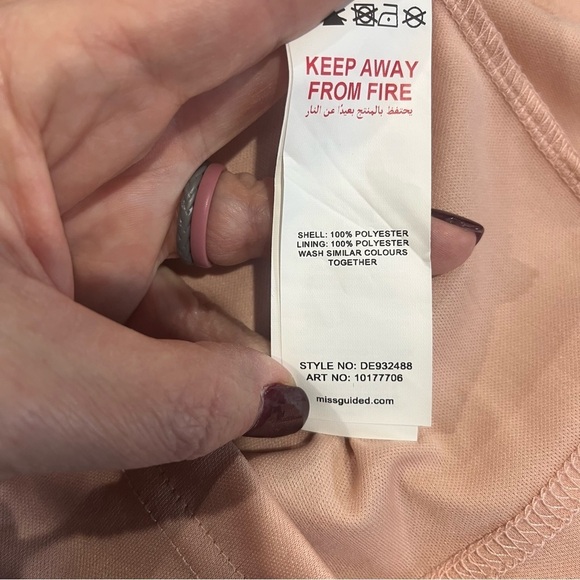 KEEP AWAY
FROM FIRE
يحتفظ بالمنتج بعيدًا عن النار
SHELL: 100% POLYESTER
LINING: 100% POLYESTER
WASH SIMILAR COLOURS
TOGETHER
STYLE NO: DE932488
ART NO: 10177706
missguided.com